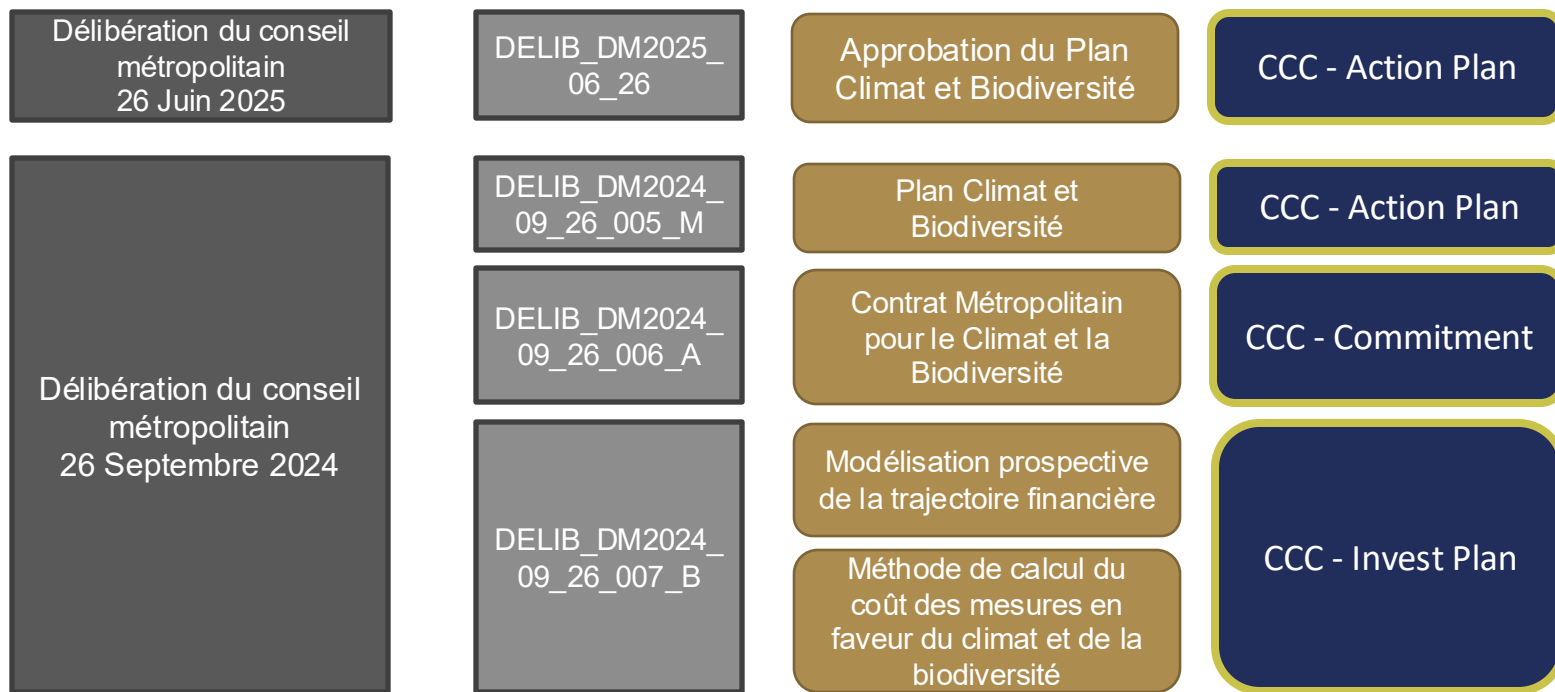 Délibération du conseil
métropolitain
26 Juin 2025
DELIB_DM2025_
06_26
Approbation du Plan
Climat et Biodiversité
CCC - Action Plan
Délibération du conseil
métropolitain
26 Septembre 2024
DELIB_DM2024_
09_26_005_M
Plan Climat et
Biodiversité
CCC - Action Plan
DELIB_DM2024_
09_26_006_A
Contrat Métropolitain
pour le Climat et la
Biodiversité
CCC - Commitment
DELIB_DM2024_
09_26_007_B
Modélisation prospective
de la trajectoire financière
Méthode de calcul du
coût des mesures en
faveur du climat et de la
biodiversité
CCC - Invest Plan